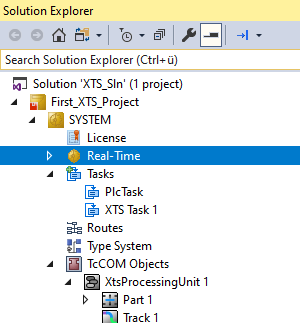 Solution Explorer
Search Solution Explorer (Ctrl+ü)
Solution 'XTS_Sln' (1 project)
First_XTS_Project
SYSTEM
License
Real-Time
Tasks
PlcTask
XTS Task 1
Routes
Type System
TcCOM Objects
XtsProcessingUnit 1
Part 1
Track 1